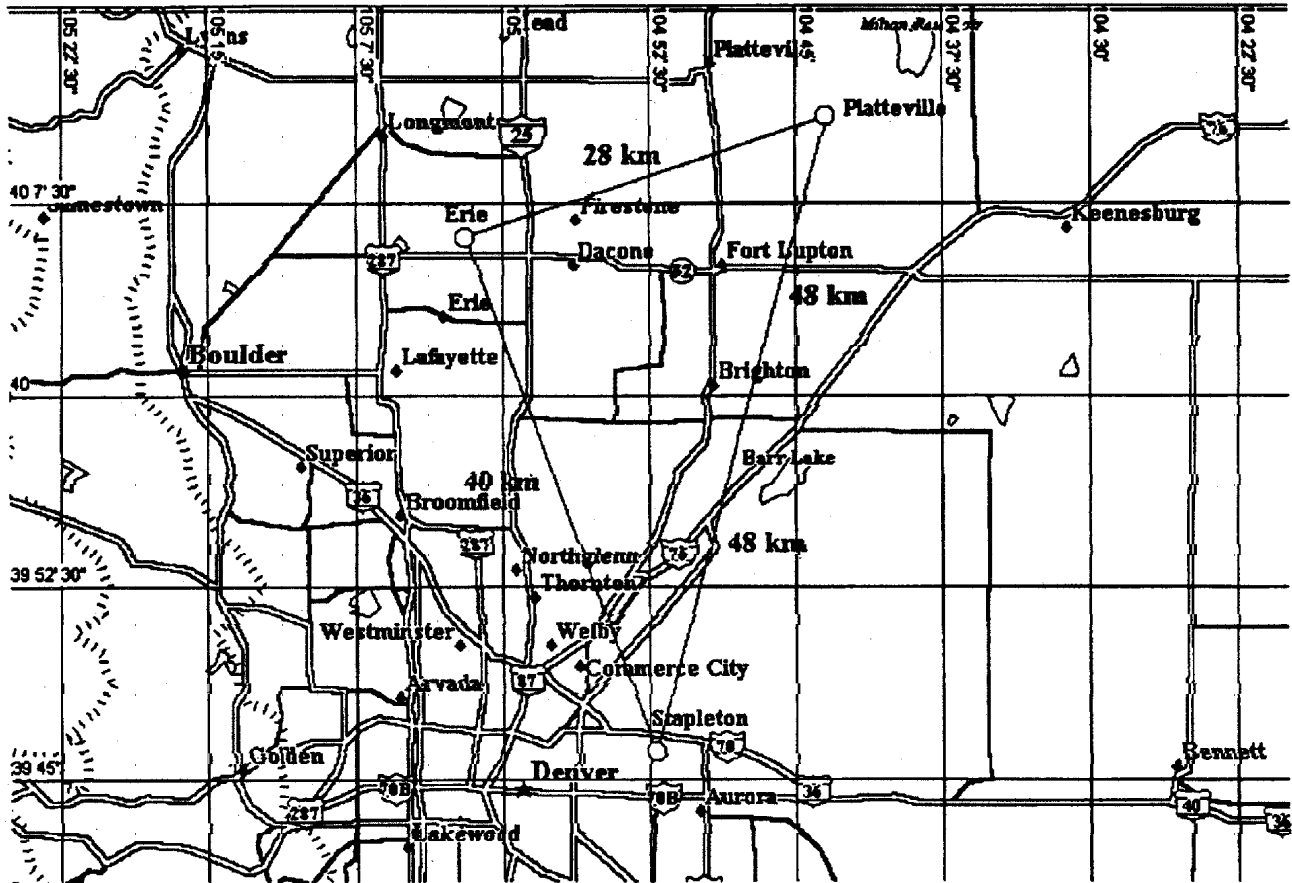 105 22' 30"
105 15'
105 7' 30"
105
ead
104 52' 30"
104 45'
104 37' 30"
104 30
104 22' 30"
Lyons
Platteville
Longmont
25
Platteville
76
28 km
40 7' 30"
Jamestown
Erie
Firestone
Keenesburg
287
Dacone
52
Fort Lupton
48 km
Erie
Boulder
Lafayette
Brighton
40
Superior
Barr Lake
40 km
36
Broomfield
287
Northglenn
76
48 km
39 52' 30"
Thornton
Westminster
Welby
Commerce City
87
Arvada
Stapleton
70
Golden
Bennett
39 45"
Denver
70B
70B
Aurora
36
287
40
36
Lakewood